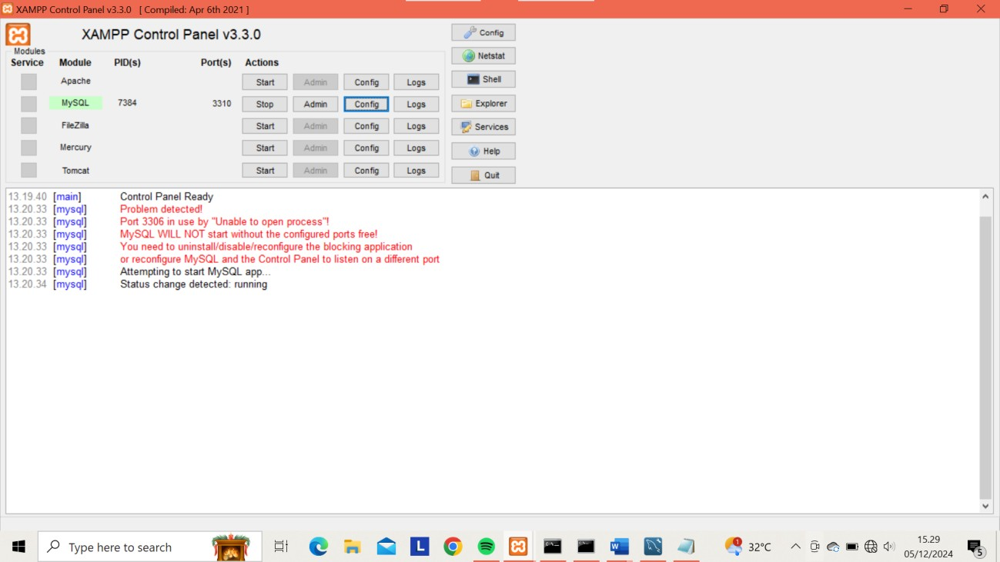 XAMPP Control Panel v3.3.0 [ Compiled: Apr 6th 2021 ]
XAMPP Control Panel v3.3.0
Config
Modules
Service Module PID(s) Port(s) Actions
Netstat
Apache Start Admin Config Logs
Shell
MySQL 7384 3310 Stop Admin Config Logs
Explorer
FileZilla Start Admin Config Logs
Services
Mercury Start Admin Config Logs
Help
Tomcat Start Admin Config Logs
Quit
13.19.40 [main] Control Panel Ready
13.20.33 [mysql] Problem detected!
13.20.33 [mysql] Port 3306 in use by "Unable to open process"!
13.20.33 [mysql] MySQL WILL NOT start without the configured ports free!
13.20.33 [mysql] You need to uninstall/disable/reconfigure the blocking application
13.20.33 [mysql] or reconfigure MySQL and the Control Panel to listen on a different port
13.20.33 [mysql] Attempting to start MySQL app...
13.20.34 [mysql] Status change detected: running
Type here to search
L
W
1
32°C
15.29
05/12/2024
5